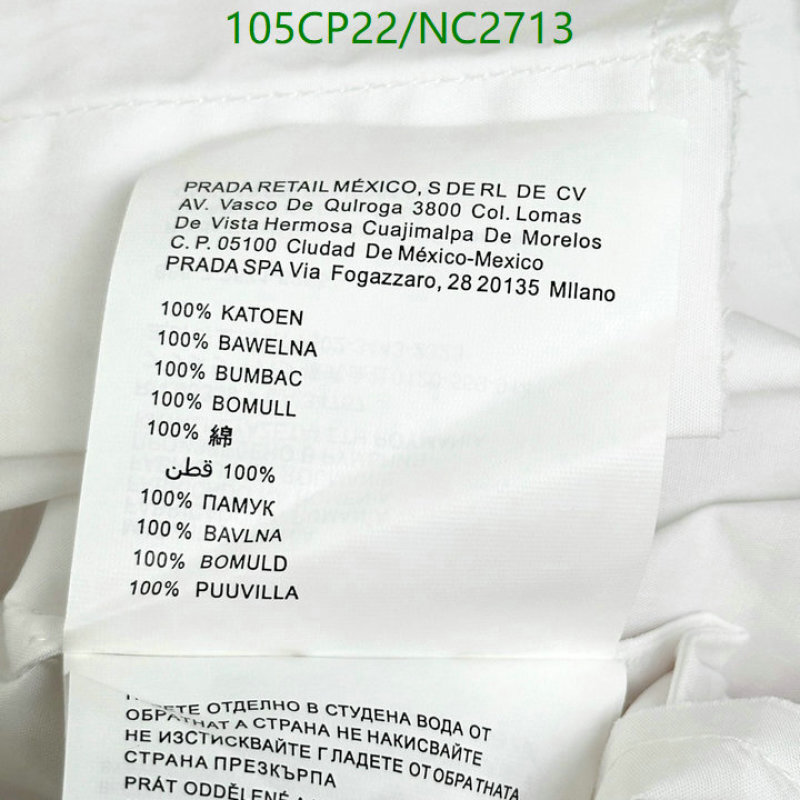 105CP22/NC2713
PRADA RETAIL MÉXICO, S DE RL DE CV
AV. Vasco De Qulroga 3800 Col. Lomas
De Vista Hermosa Cuajimalpa De Morelos
C. P. 05100 Cludad De México-Mexico
PRADA SPA Via Fogazzaro, 28 20135 Mllano
100% KATOEN
100% BAWELNA
100% BUMBAC
100% BOMULL
100% 綿
100% قطن
100% ПАМУК
100% BAVLNA
100% BOMULD
100% PUUVILLA
ОТДЕЛНО В СТУДЕНА ВОДА ОТ
ОБРАТНАТ А СТРАНА НЕ НАКИСВАЙТЕ
НЕ ИЗСТИСКВАЙТЕ Г ЛАДЕТЕ ОТ ОБРАТНАТА
СТРАНА ПРЕЗКЪРПА
PRÁT ODDĚLENĚ